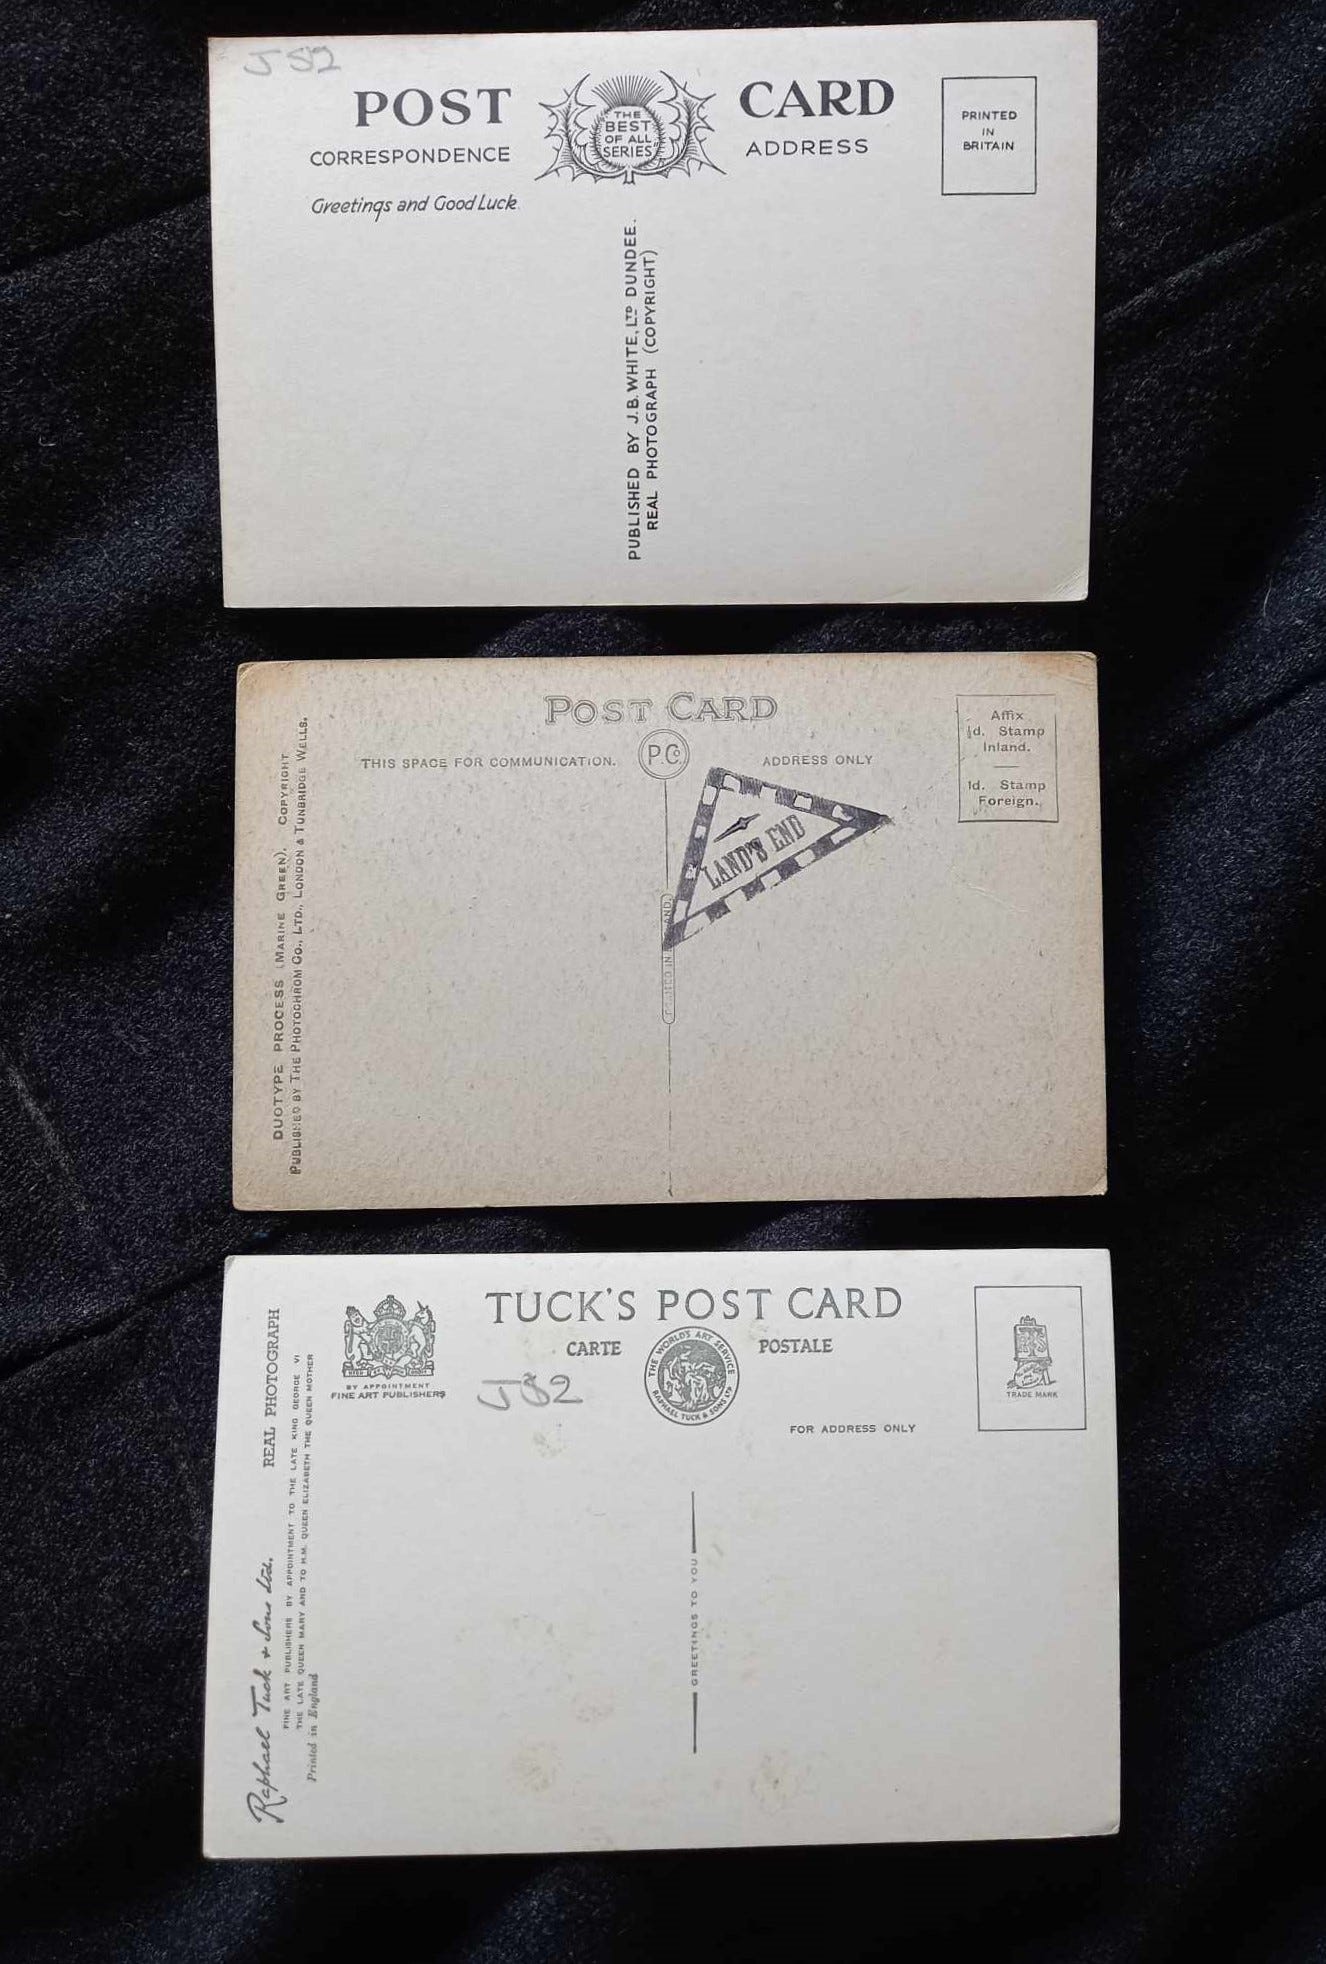 J S2
POST CARD
THE
BEST
OF ALL
SERIES
CORRESPONDENCE
ADDRESS
PRINTED
IN
BRITAIN
Greetings and Good Luck.
PUBLISHED BY J.B. WHITE, LTD DUNDEE.
REAL PHOTOGRAPH (COPYRIGHT)
POST CARD
THIS SPACE FOR COMMUNICATION.
P.Co.
ADDRESS ONLY
Affix
½d. Stamp
Inland.
1d. Stamp
Foreign.
LAND'S END
DUOTYPE PROCESS (MARINE GREEN). COPYRIGHT
PUBLISHED BY THE PHOTOCHROM CO., LTD., LONDON & TUNBRIDGE WELLS.
TUCK'S POST CARD
CARTE POSTALE
THE WORLD'S ART SERVICE
RAPHAEL TUCK & SONS LTD
BY APPOINTMENT
FINE ART PUBLISHERS
J S2
FOR ADDRESS ONLY
TRADE MARK
GREETINGS TO YOU
Raphael Tuck & Sons Ltd. REAL PHOTOGRAPH
FINE ART PUBLISHERS BY APPOINTMENT TO THE LATE KING GEORGE VI
THE LATE QUEEN MARY AND TO H.M. QUEEN ELIZABETH THE QUEEN MOTHER
Printed in England